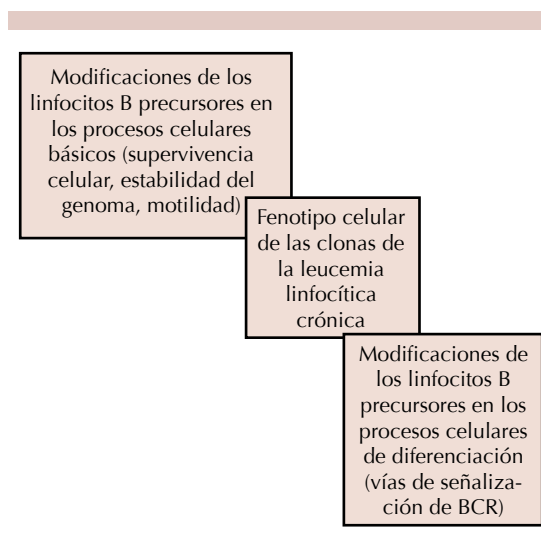 Modificaciones de los
linfocitos B precursores en
los procesos celulares
básicos (supervivencia
celular, estabilidad del
genoma, motilidad)
Fenotipo celular
de las clonas de
la leucemia
linfocítica
crónica
Modificaciones de
los linfocitos B
precursores en los
procesos celulares
de diferenciación
(vías de señaliza-
ción de BCR)